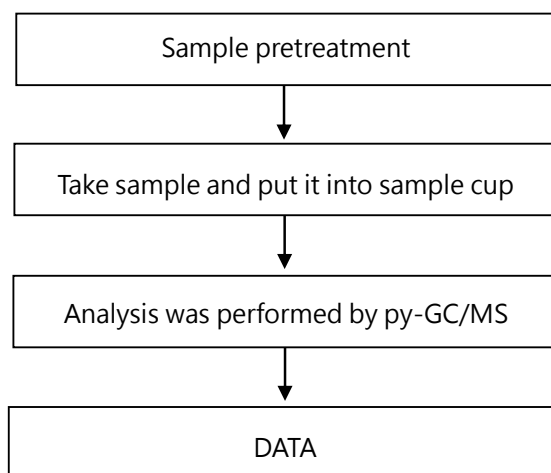 Sample pretreatment
Take sample and put it into sample cup
Analysis was performed by py-GC/MS
DATA